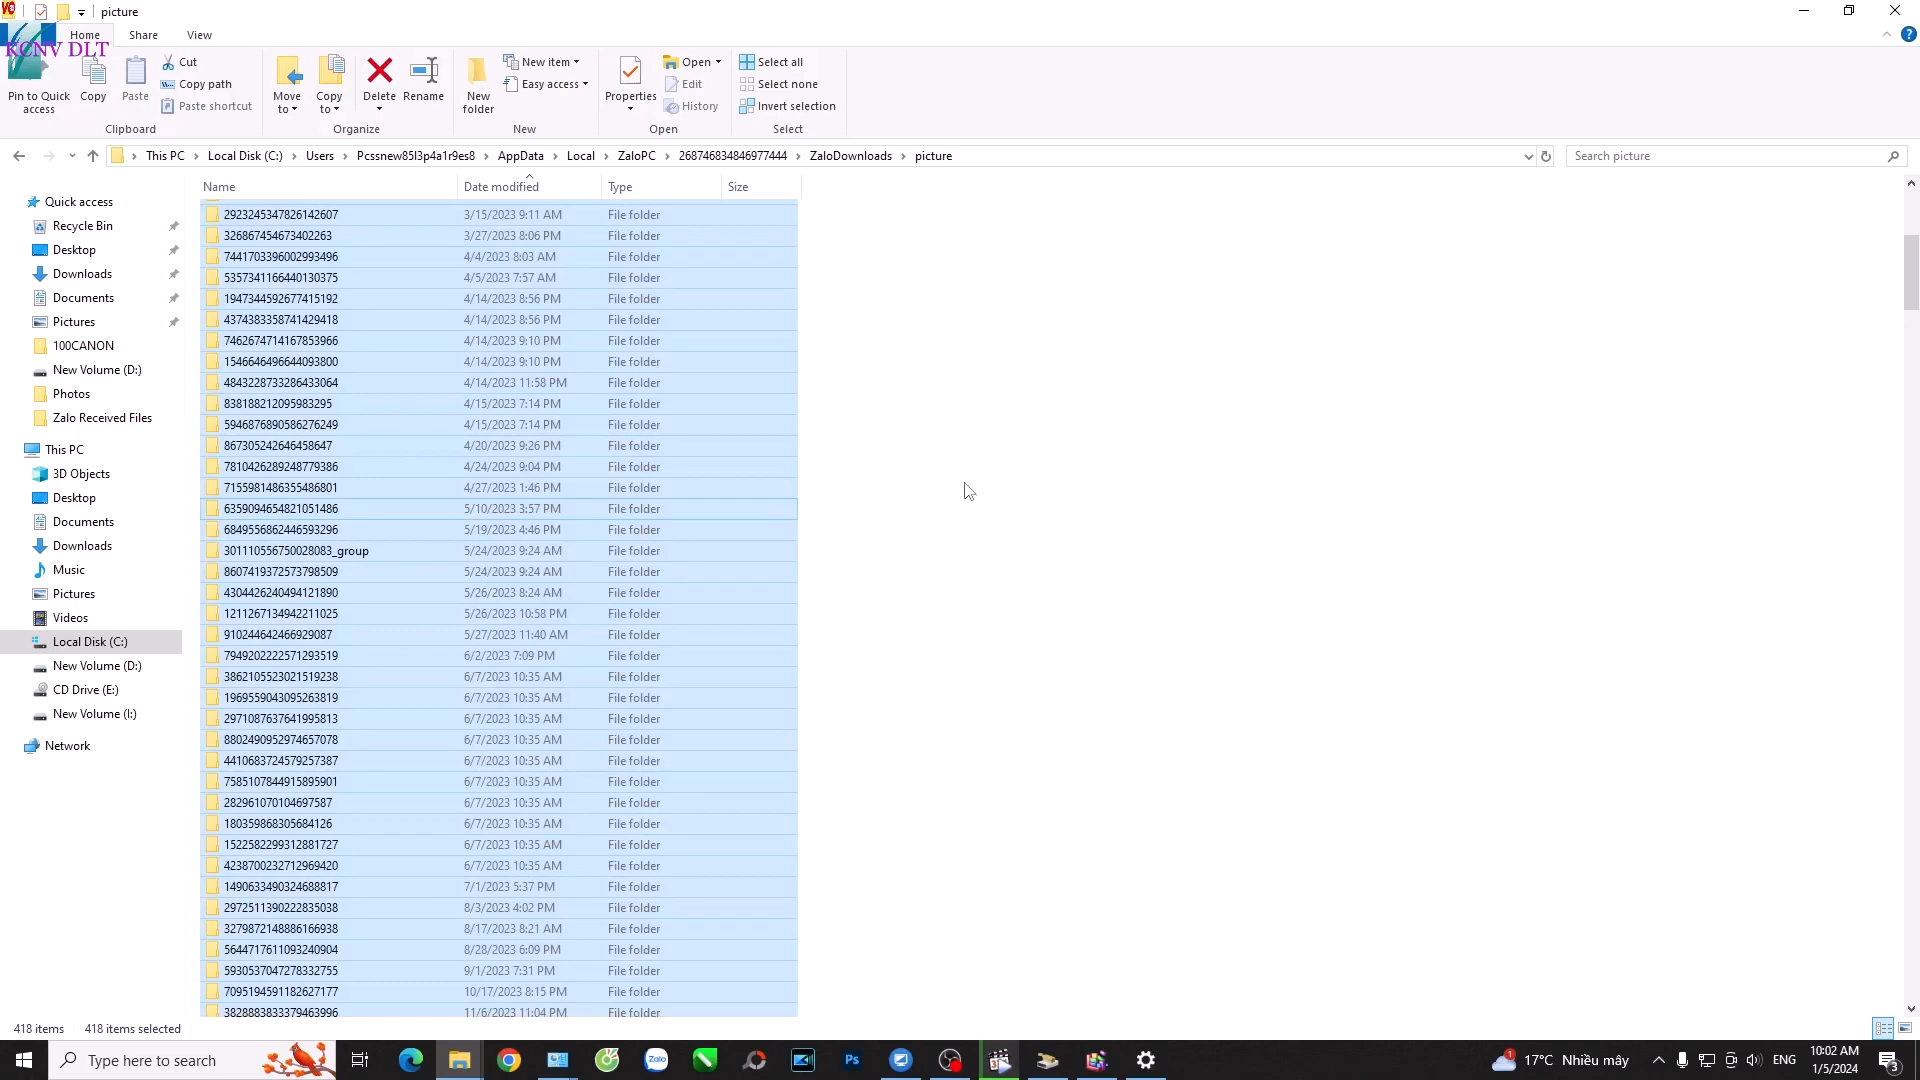 picture
KCNV DLT
Home Share View
Pin to Quick access
Copy
Paste
Cut
Copy path
Paste shortcut
Move to
Copy to
Delete
Rename
New folder
New item
Easy access
Properties
Open
Edit
History
Select all
Select none
Invert selection
Clipboard Organize New Open Select
This PC Local Disk (C:) Users Pcssnew85l3p4a1r9es8 AppData Local ZaloPC 268746834846977444 ZaloDownloads picture
Search picture
Quick access
Recycle Bin
Desktop
Downloads
Documents
Pictures
100CANON
New Volume (D:)
Photos
Zalo Received Files
This PC
3D Objects
Desktop
Documents
Downloads
Music
Pictures
Videos
Local Disk (C:)
New Volume (D:)
CD Drive (E:)
New Volume (I:)
Network
Name Date modified Type Size
2923245347826142607 3/15/2023 9:11 AM File folder
326867454673402263 3/27/2023 8:06 PM File folder
7441703396002993496 4/4/2023 8:03 AM File folder
5357341166440130375 4/5/2023 7:57 AM File folder
1947344592677415192 4/14/2023 8:56 PM File folder
4374383358741429418 4/14/2023 8:56 PM File folder
7462674714167853966 4/14/2023 9:10 PM File folder
1546646496644093800 4/14/2023 9:10 PM File folder
4843228733286433064 4/14/2023 11:58 PM File folder
838188212095983295 4/15/2023 7:14 PM File folder
5946876890586276249 4/15/2023 7:14 PM File folder
867305242646458647 4/20/2023 9:26 PM File folder
7810426289248779386 4/24/2023 9:04 PM File folder
7155981486355486801 4/27/2023 1:46 PM File folder
6359094654821051486 5/10/2023 3:57 PM File folder
6849556862446593296 5/19/2023 4:46 PM File folder
301110556750028083_group 5/24/2023 9:24 AM File folder
8607419372573798509 5/24/2023 9:24 AM File folder
4304426240494121890 5/26/2023 8:24 AM File folder
1211267134942211025 5/26/2023 10:58 PM File folder
910244642466929087 5/27/2023 11:40 AM File folder
7949202222571293519 6/2/2023 7:09 PM File folder
3862105523021519238 6/7/2023 10:35 AM File folder
1969559043095263819 6/7/2023 10:35 AM File folder
2971087637641995813 6/7/2023 10:35 AM File folder
8802490952974657078 6/7/2023 10:35 AM File folder
4410683724579257387 6/7/2023 10:35 AM File folder
7585107844915895901 6/7/2023 10:35 AM File folder
282961070104697587 6/7/2023 10:35 AM File folder
180359868305684126 6/7/2023 10:35 AM File folder
1522582299312881727 6/7/2023 10:35 AM File folder
4238700232712969420 6/7/2023 10:35 AM File folder
1490633490324688817 7/1/2023 5:37 PM File folder
2972511390222835038 8/3/2023 4:02 PM File folder
3279872148886166938 8/17/2023 8:21 AM File folder
5644717611093240904 8/28/2023 6:09 PM File folder
5930537047278332755 9/1/2023 7:31 PM File folder
7095194591182627177 10/17/2023 8:15 PM File folder
3828883833379463996 11/6/2023 11:04 PM File folder
418 items 418 items selected
Type here to search
Zalo
Ps
17°C Nhiều mây
ENG
10:02 AM
1/5/2024
3